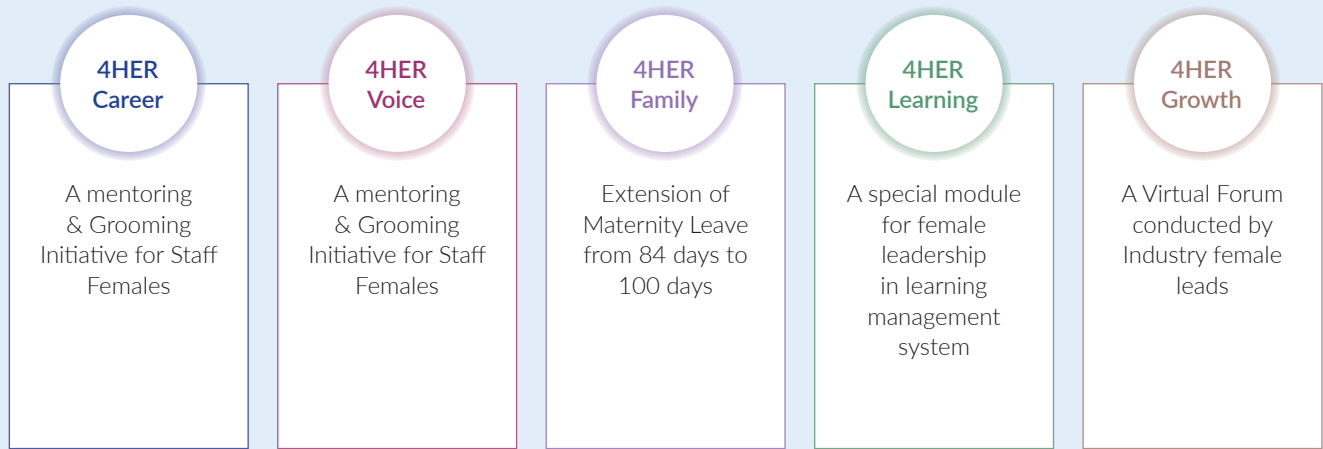 4HER
Career
A mentoring
& Grooming
Initiative for Staff
Females
4HER
Voice
A mentoring
& Grooming
Initiative for Staff
Females
4HER
Family
Extension of
Maternity Leave
from 84 days to
100 days
4HER
Learning
A special module
for female
leadership
in learning
management
system
4HER
Growth
A Virtual Forum
conducted by
Industry female
leads